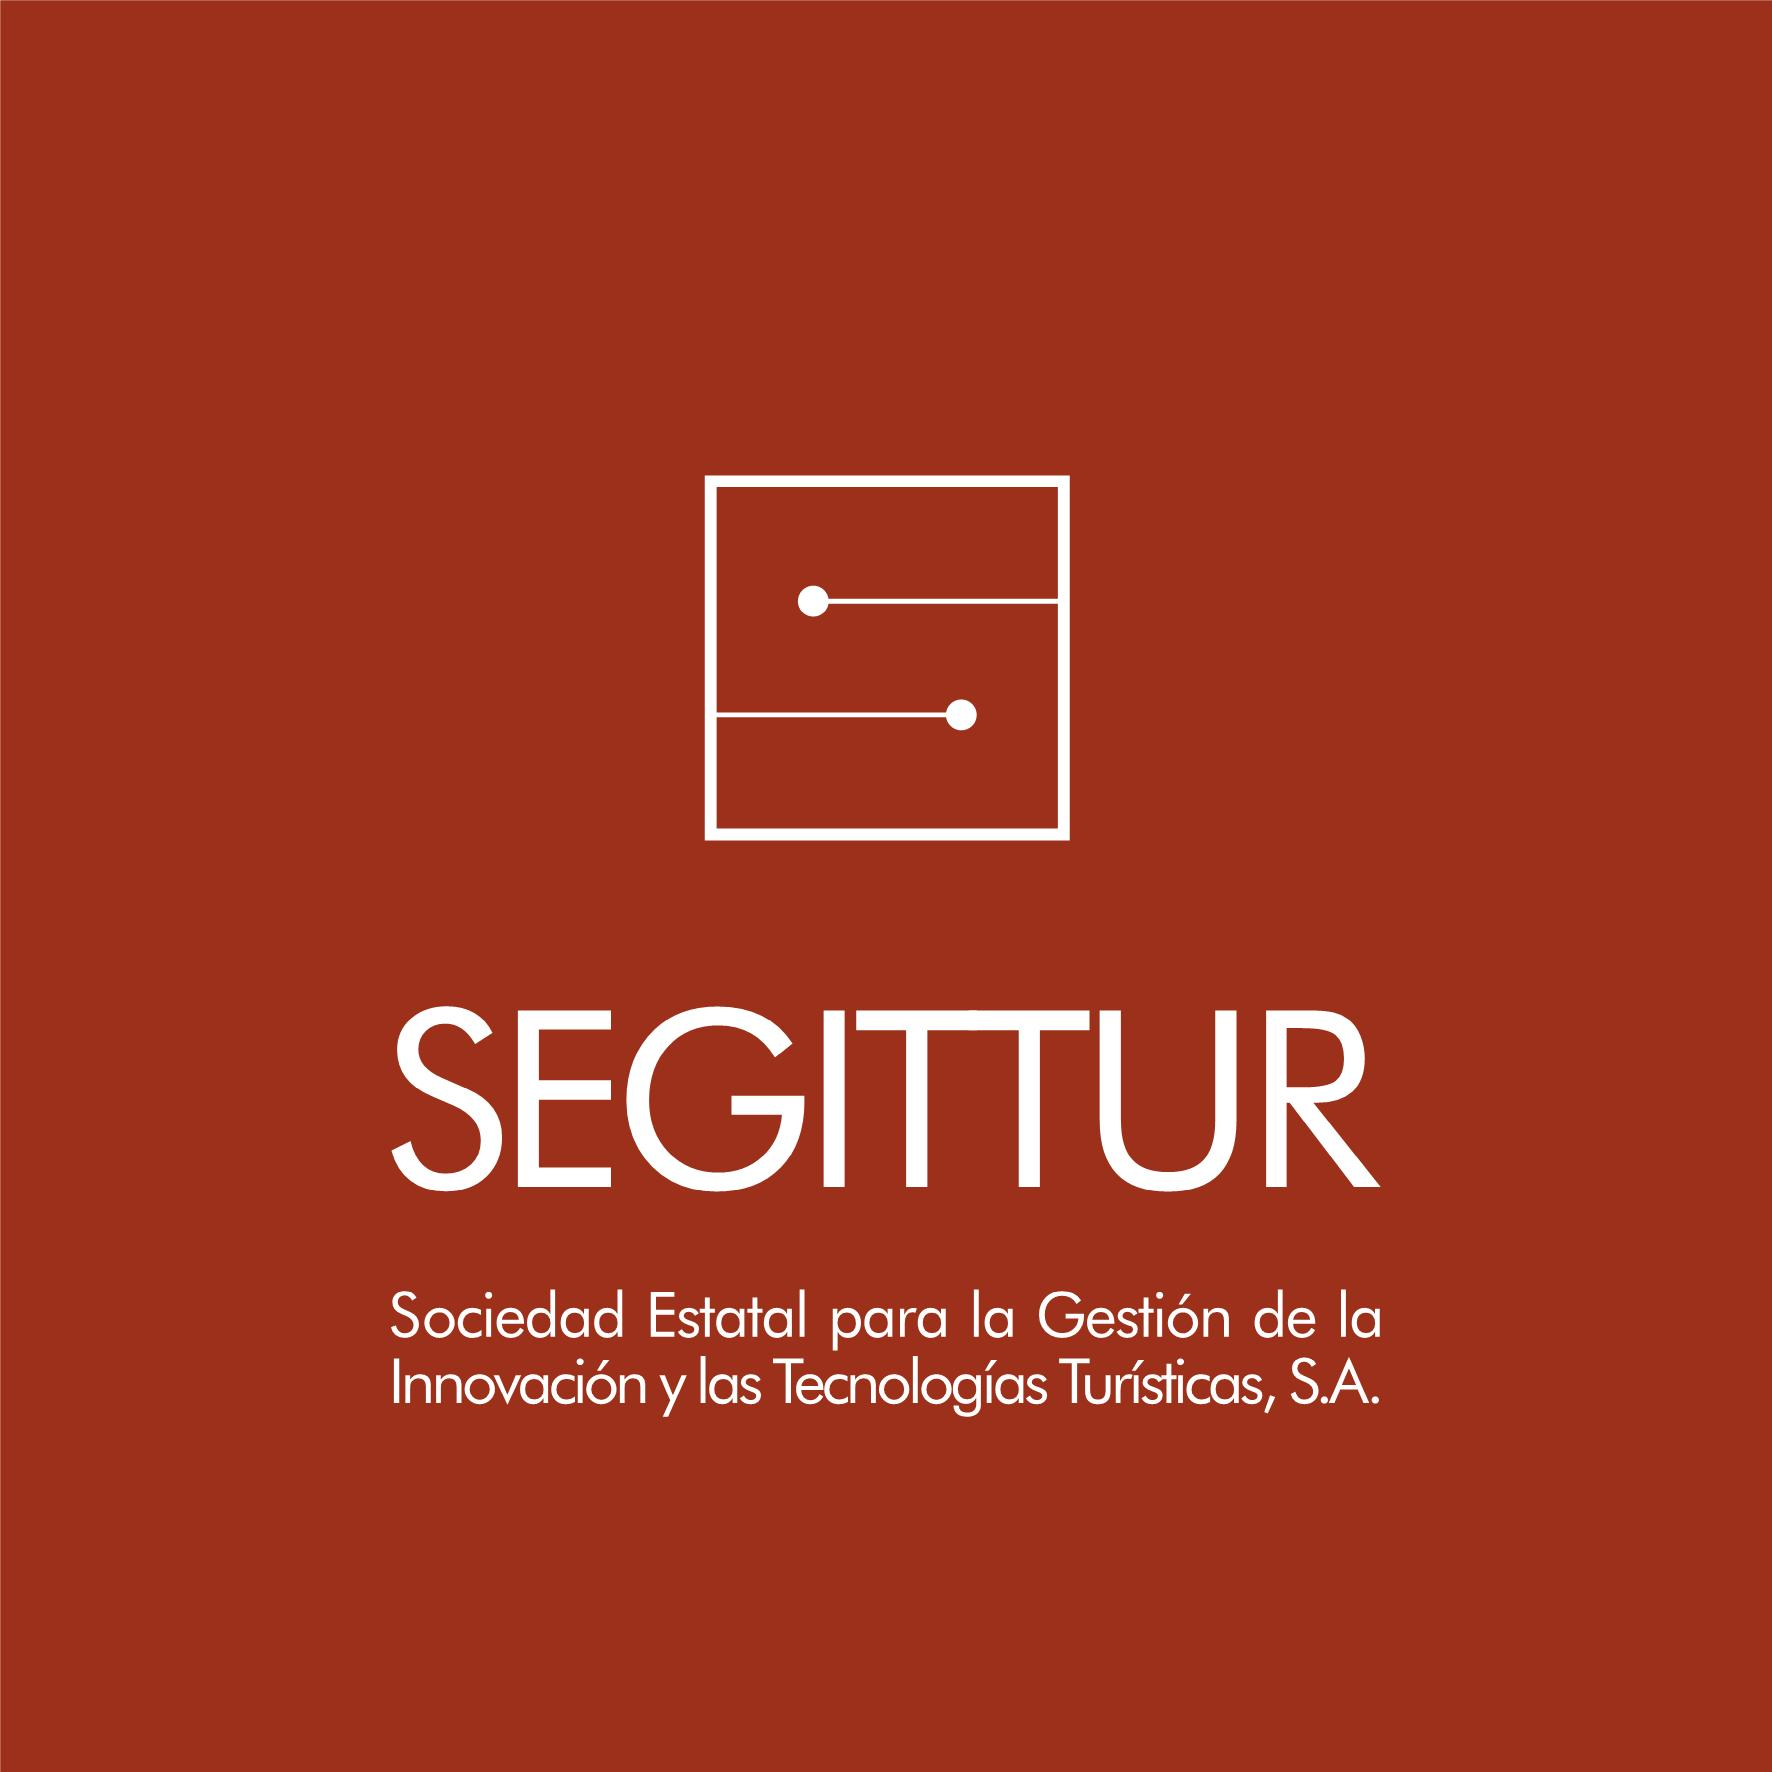 SEGITTUR
Sociedad Estatal para la Gestión de la
Innovación y las Tecnologías Turísticas, S.A.